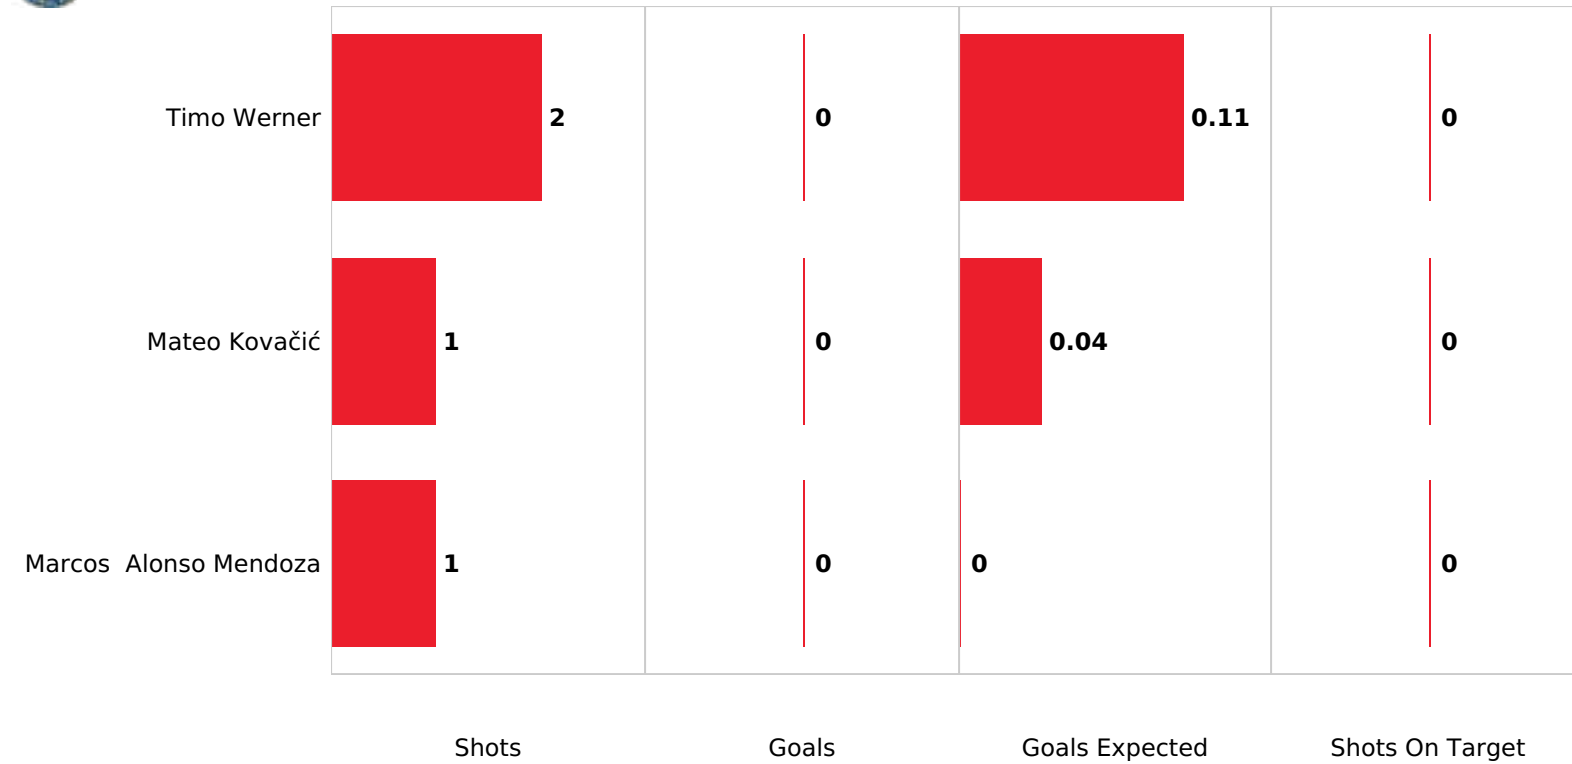 Timo Werner 2 0 0.11 0
Mateo Kovačić 1 0 0.04 0
Marcos  Alonso Mendoza 1 0 0 0
Shots Goals Goals Expected Shots On Target